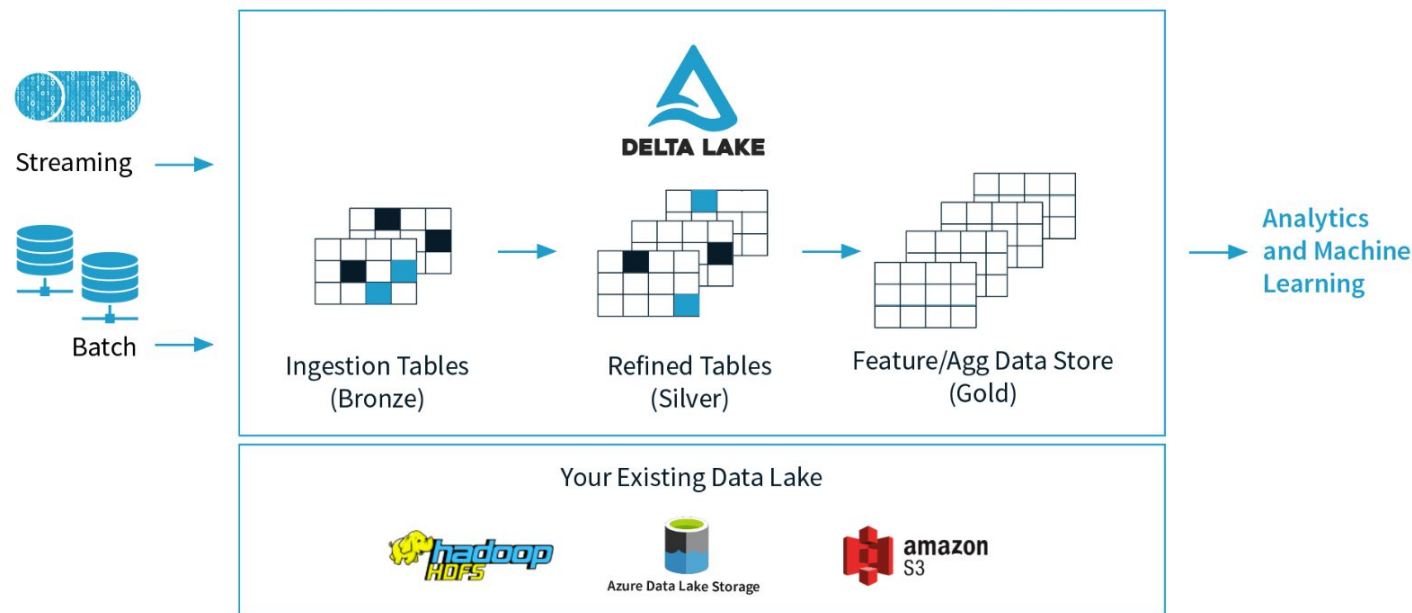 DELTA LAKE
Streaming
Batch
Ingestion Tables
(Bronze)
Refined Tables
(Silver)
Feature/Agg Data Store
(Gold)
Analytics
and Machine
Learning
Your Existing Data Lake
hadoop
HDFS
Azure Data Lake Storage
amazon
S3